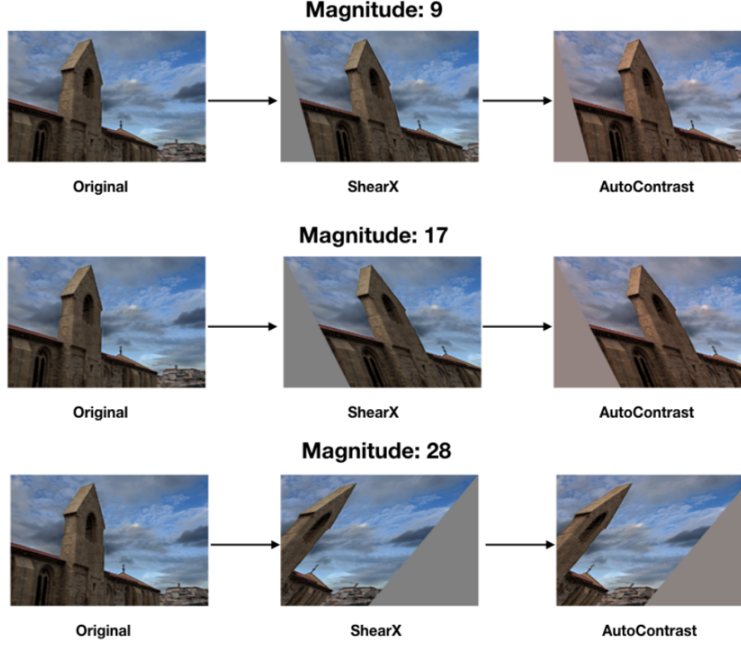 Magnitude: 9
Original
ShearX
AutoContrast
Magnitude: 17
Original
ShearX
AutoContrast
Magnitude: 28
Original
ShearX
AutoContrast